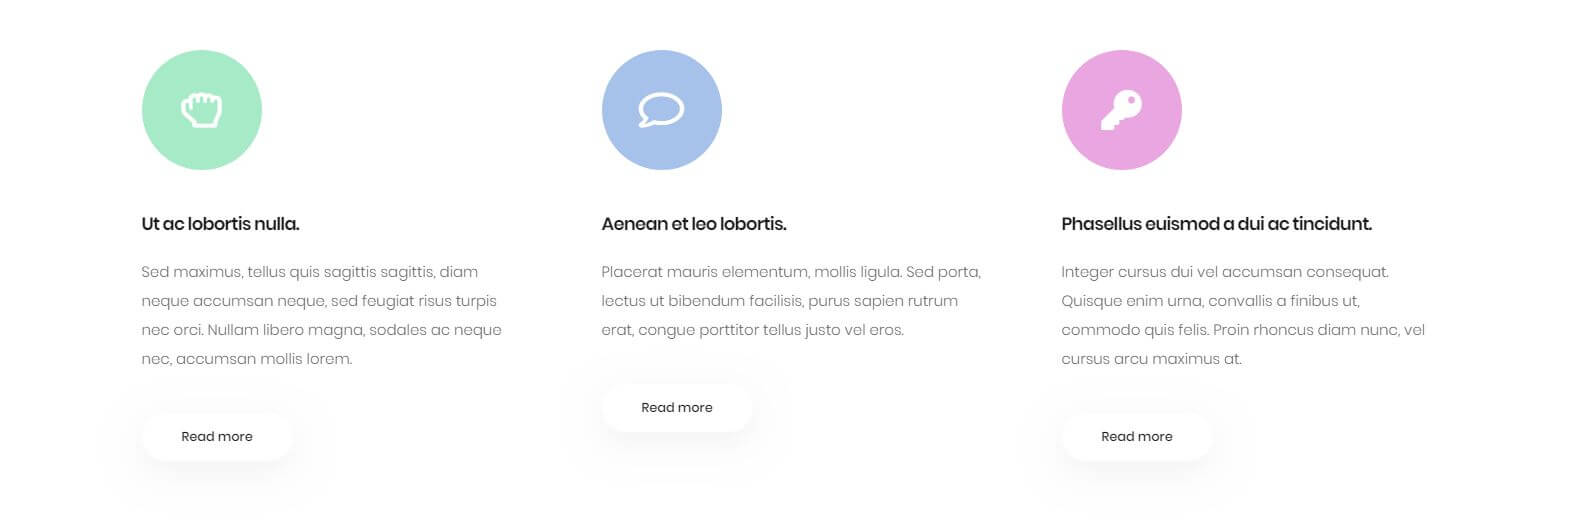 Ut ac lobortis nulla.
Sed maximus, tellus quis sagittis sagittis, diam
neque accumsan neque, sed feugiat risus turpis
nec orci. Nullam libero magna, sodales ac neque
nec, accumsan mollis lorem.
Read more
Aenean et leo lobortis.
Placerat mauris elementum, mollis ligula. Sed porta,
lectus ut bibendum facilisis, purus sapien rutrum
erat, congue porttitor tellus justo vel eros.
Read more
Phasellus euismod a dui ac tincidunt.
Integer cursus dui vel accumsan consequat.
Quisque enim urna, convallis a finibus ut,
commodo quis felis. Proin rhoncus diam nunc, vel
cursus arcu maximus at.
Read more